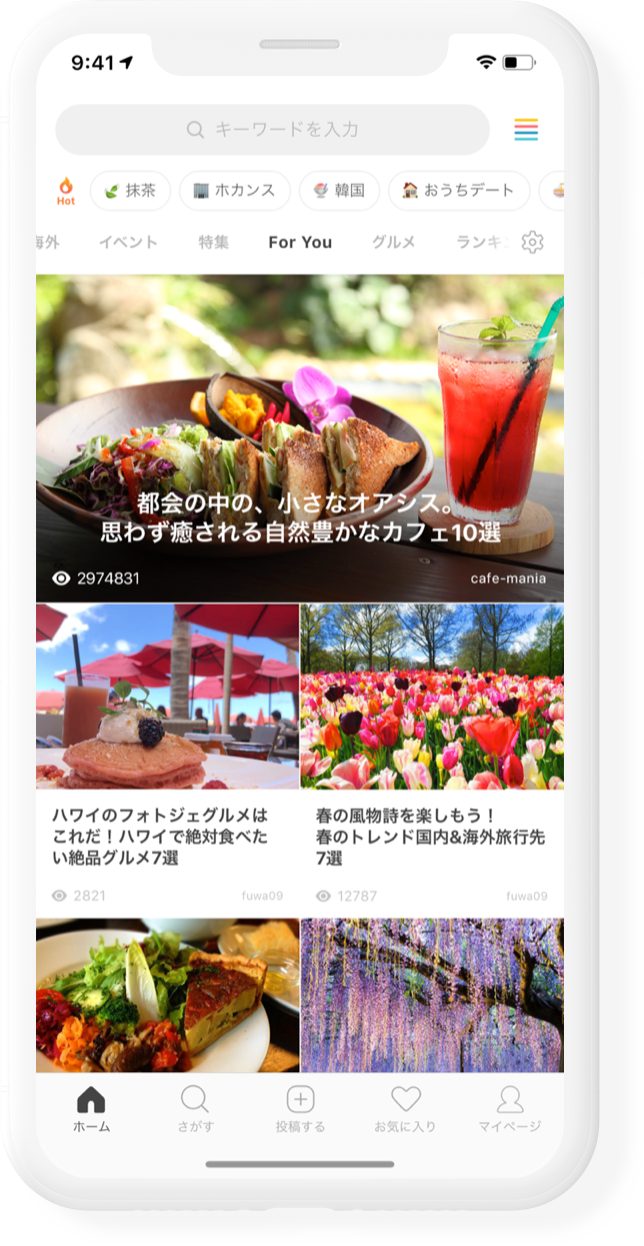 9:41
キーワードを入力
Hot
抹茶
ホカンス
韓国
おうちデート
海外
イベント
特集
For You
グルメ
ランキ
都会の中の、小さなオアシス。
思わず癒される自然豊かなカフェ10選
2974831
cafe-mania
ハワイのフォトジェグルメは
これだ！ハワイで絶対食べた
い絶品グルメ7選
2821
fuwa09
春の風物詩を楽しもう！
春のトレンド国内&海外旅行先
7選
12787
fuwa09
ホーム
さがす
投稿する
お気に入り
マイページ